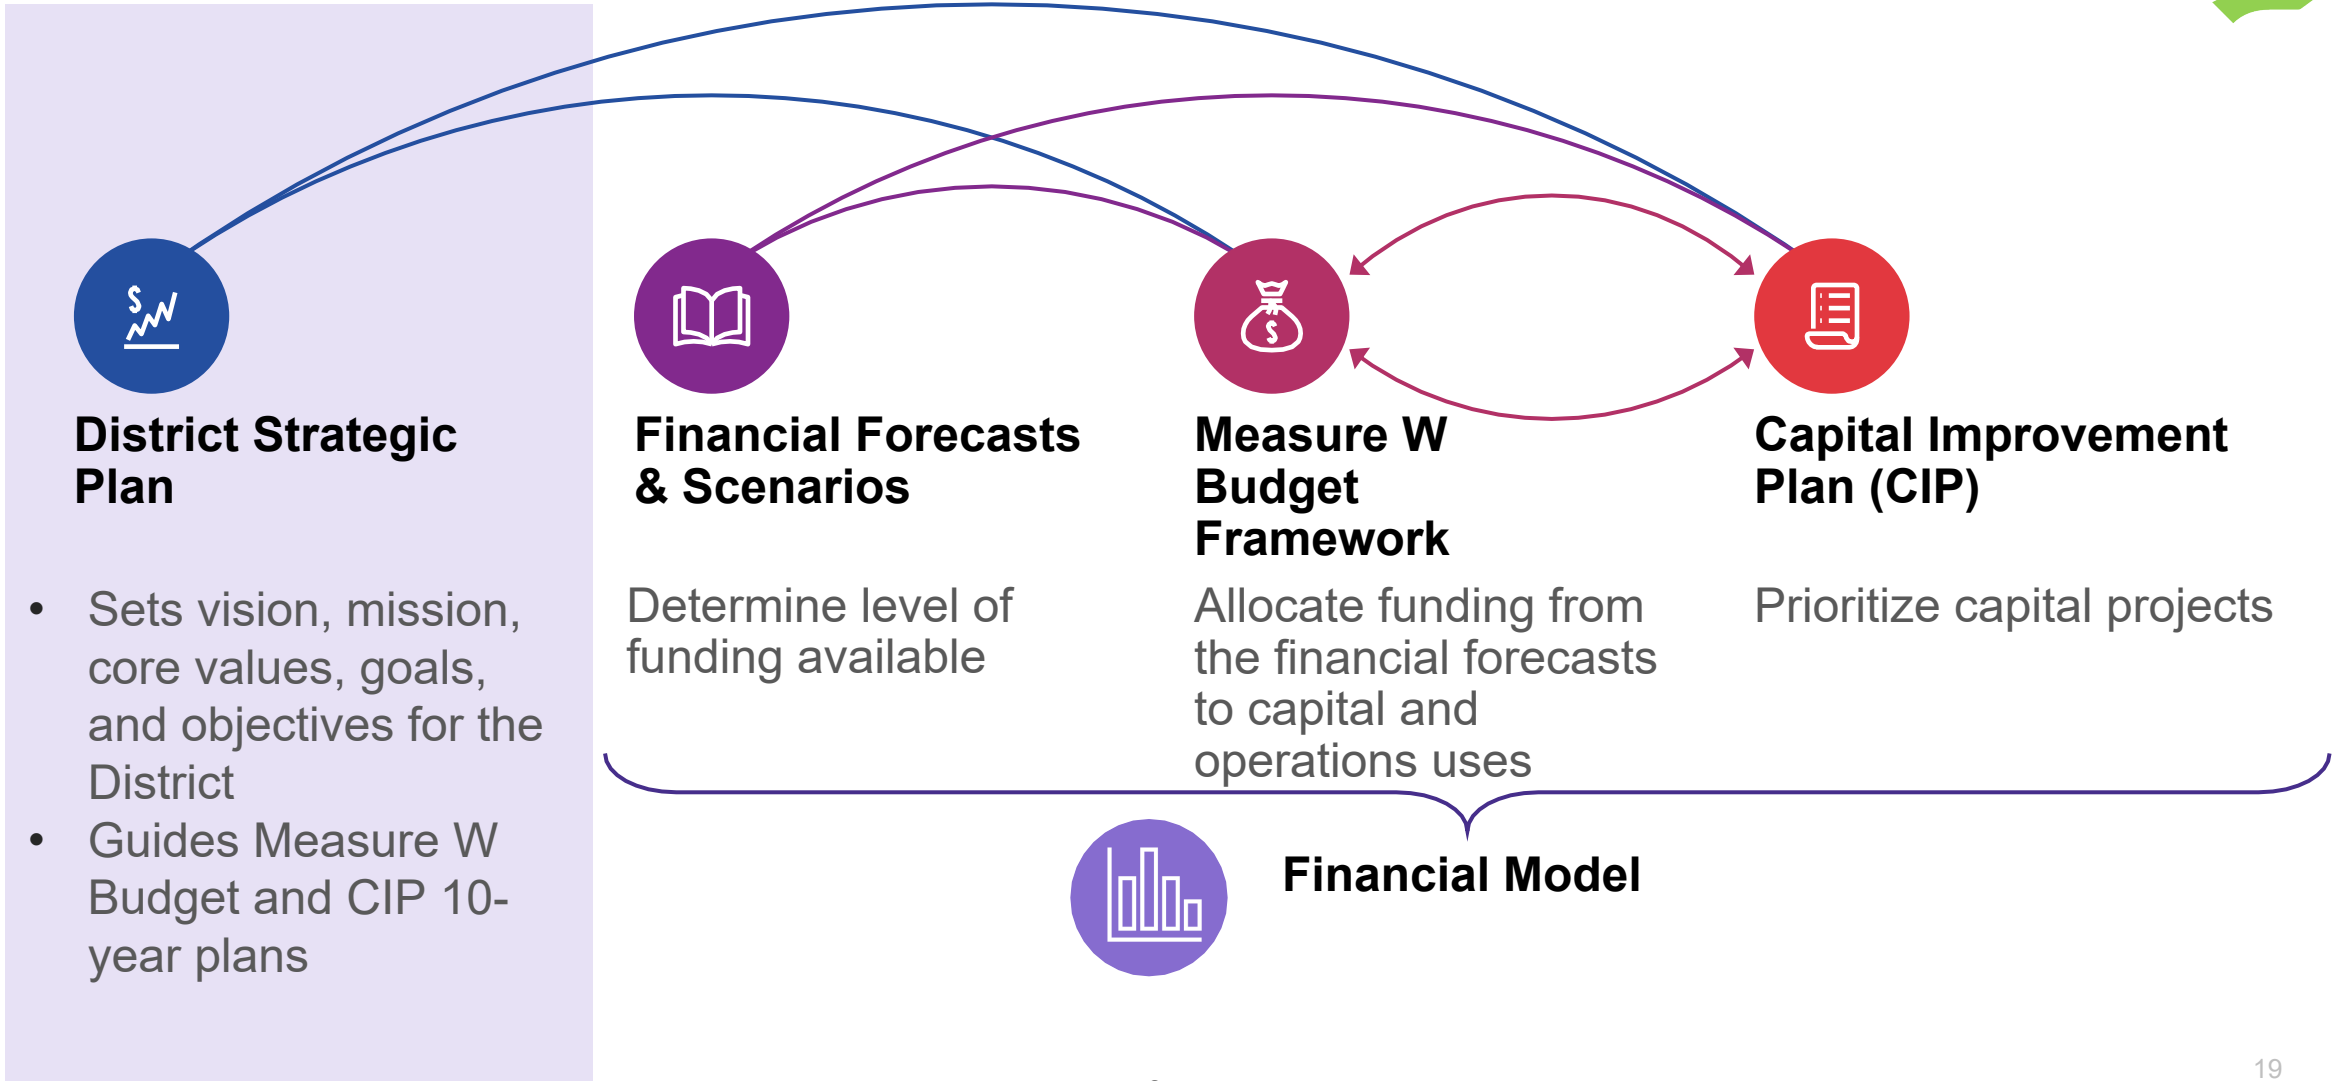 District Strategic
Plan
• Sets vision, mission,
core values, goals,
and objectives for the
District
• Guides Measure W
Budget and CIP 10-
year plans
Financial Forecasts
& Scenarios
Determine level of
funding available
Measure W
Budget
Framework
Allocate funding from
the financial forecasts
to capital and
operations uses
Capital Improvement
Plan (CIP)
Prioritize capital projects
Financial Model
19